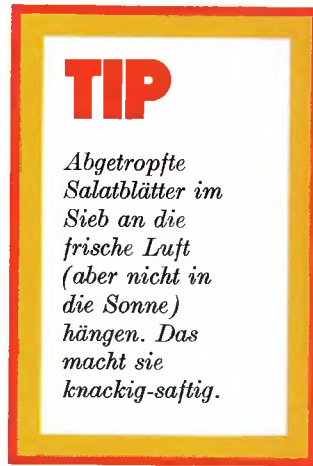 TIP
Abgetropfte
Salatblätter im
Sieb an die
frische Luft
(aber nicht in
die Sonne)
hängen. Das
macht sie
knackig-saftig.